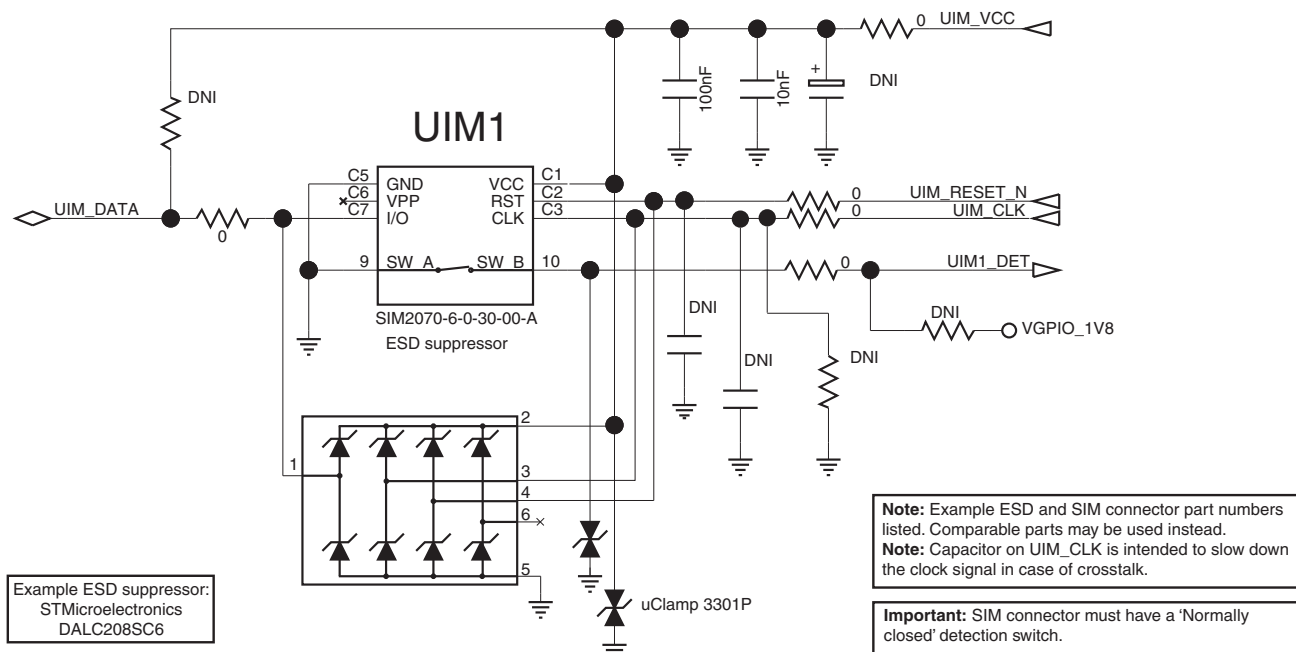 0 UIM_VCC
DNI
100nF
10nF
+
DNI
UIM1
C5 GND VCC C1
C6 VPP RST C2
C7 I/O CLK C3
UIM_DATA
0
0 UIM_RESET_N
0 UIM_CLK
9 SW_A SW_B 10
0 UIM1_DET
SIM2070-6-0-30-00-A
ESD suppressor
DNI
DNI
DNI
DNI
VGPIO_1V8
1
2
3
4
6
5
uClamp 3301P
Example ESD suppressor:
STMicroelectronics
DALC208SC6
Note: Example ESD and SIM connector part numbers
listed. Comparable parts may be used instead.
Note: Capacitor on UIM_CLK is intended to slow down
the clock signal in case of crosstalk.
Important: SIM connector must have a ‘Normally
closed’ detection switch.